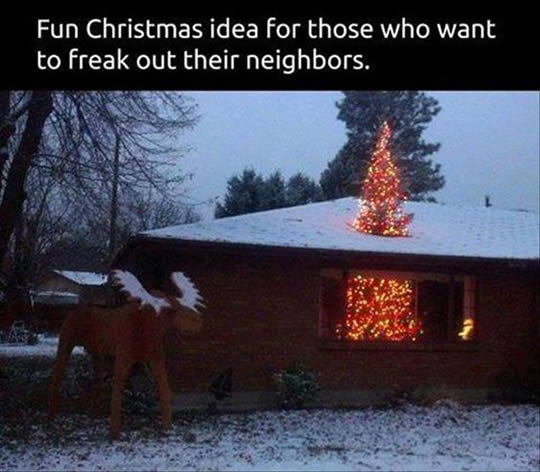 Fun Christmas idea for those who want
to freak out their neighbors.